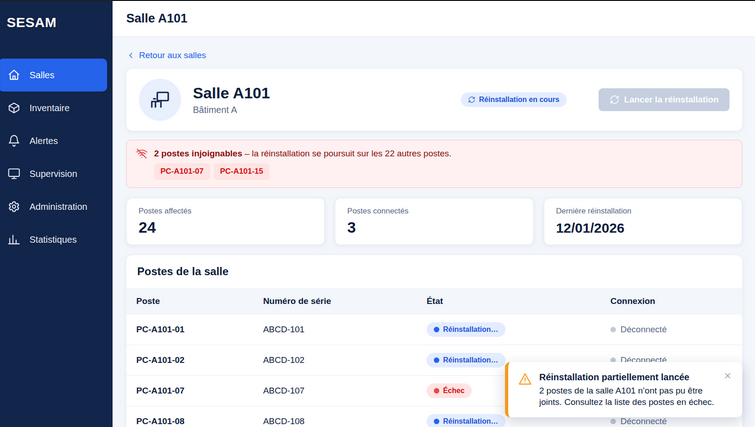 SESAM
Salle A101
Salles
Inventaire
Alertes
Supervision
Administration
Statistiques
Retour aux salles
Salle A101
Bâtiment A
Réinstallation en cours
Lancer la réinstallation
2 postes injoignables – la réinstallation se poursuit sur les 22 autres postes.
PC-A101-07 PC-A101-15
Postes affectés
24
Postes connectés
3
Dernière réinstallation
12/01/2026
Postes de la salle
Poste Numéro de série État Connexion
PC-A101-01 ABCD-101 Réinstallation… Déconnecté
PC-A101-02 ABCD-102 Réinstallation… Déconnecté
PC-A101-07 ABCD-107 Échec
PC-A101-08 ABCD-108 Réinstallation… Déconnecté
Réinstallation partiellement lancée
2 postes de la salle A101 n'ont pas pu être
joints. Consultez la liste des postes en échec.